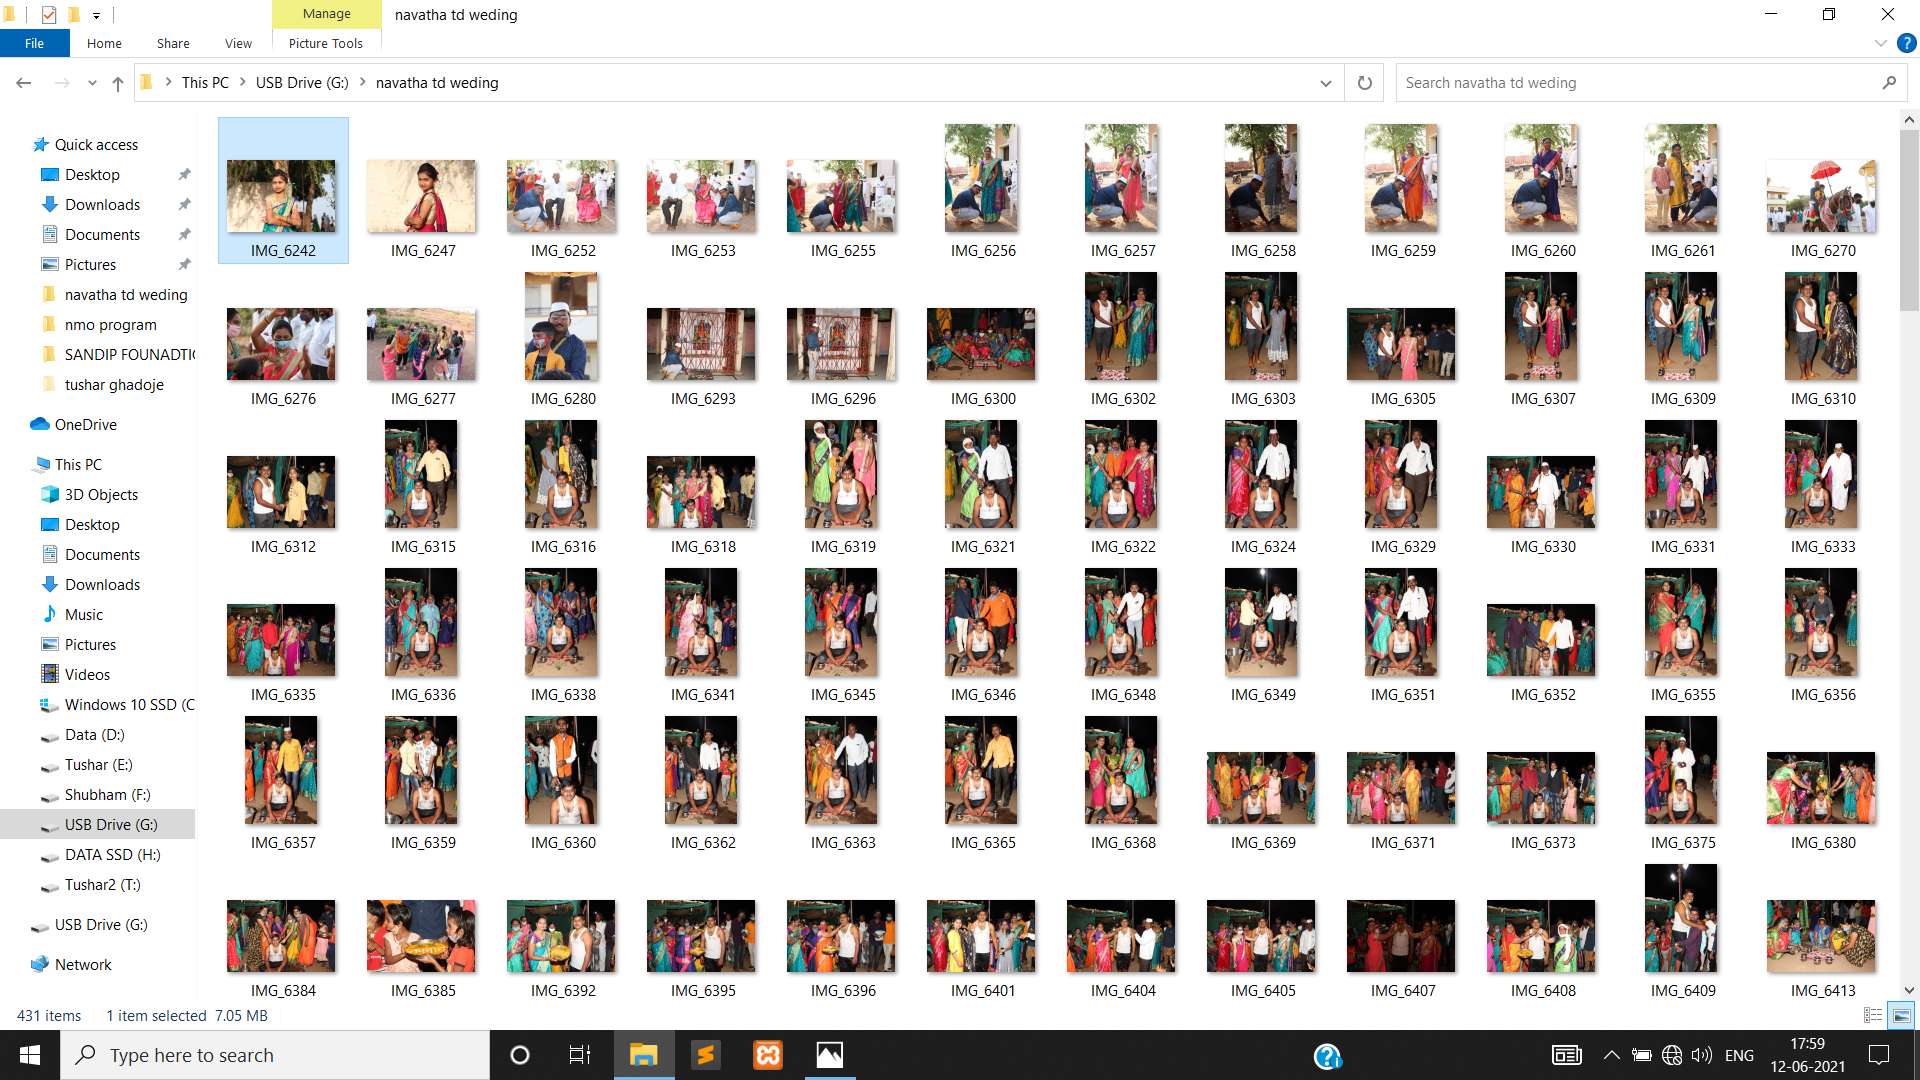 Manage
navatha td weding
File
Home
Share
View
Picture Tools
This PC
USB Drive (G:)
navatha td weding
Search navatha td weding
Quick access
Desktop
Downloads
Documents
Pictures
navatha td weding
nmo program
SANDIP FOUNADTIO
tushar ghadoje
OneDrive
This PC
3D Objects
Desktop
Documents
Downloads
Music
Pictures
Videos
Windows 10 SSD (C
Data (D:)
Tushar (E:)
Shubham (F:)
USB Drive (G:)
DATA SSD (H:)
Tushar2 (T:)
USB Drive (G:)
Network
IMG_6242 IMG_6247 IMG_6252 IMG_6253 IMG_6255 IMG_6256 IMG_6257 IMG_6258 IMG_6259 IMG_6260 IMG_6261 IMG_6270
IMG_6276 IMG_6277 IMG_6280 IMG_6293 IMG_6296 IMG_6300 IMG_6302 IMG_6303 IMG_6305 IMG_6307 IMG_6309 IMG_6310
IMG_6312 IMG_6315 IMG_6316 IMG_6318 IMG_6319 IMG_6321 IMG_6322 IMG_6324 IMG_6329 IMG_6330 IMG_6331 IMG_6333
IMG_6335 IMG_6336 IMG_6338 IMG_6341 IMG_6345 IMG_6346 IMG_6348 IMG_6349 IMG_6351 IMG_6352 IMG_6355 IMG_6356
IMG_6357 IMG_6359 IMG_6360 IMG_6362 IMG_6363 IMG_6365 IMG_6368 IMG_6369 IMG_6371 IMG_6373 IMG_6375 IMG_6380
IMG_6384 IMG_6385 IMG_6392 IMG_6395 IMG_6396 IMG_6401 IMG_6404 IMG_6405 IMG_6407 IMG_6408 IMG_6409 IMG_6413
431 items 1 item selected 7.05 MB
Type here to search
ENG
17:59
12-06-2021